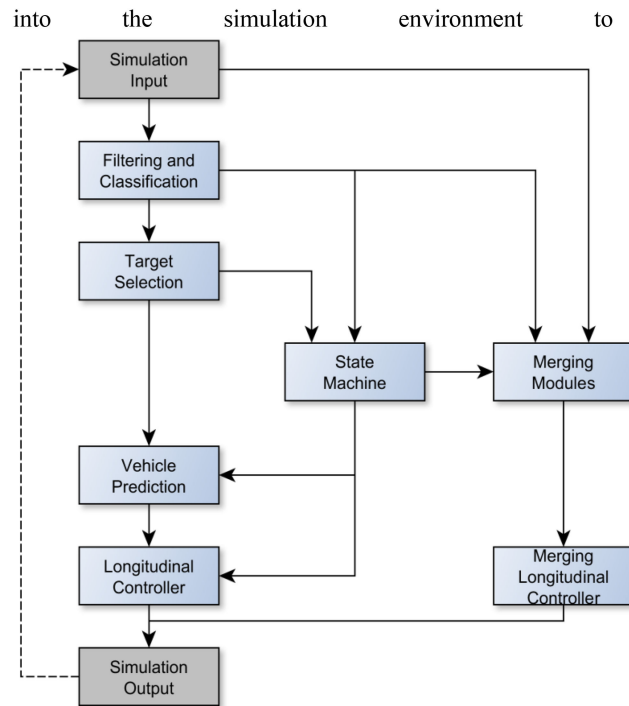 into the simulation environment to
Simulation
Input
Filtering and
Classification
Target
Selection
State
Machine
Merging
Modules
Vehicle
Prediction
Longitudinal
Controller
Merging
Longitudinal
Controller
Simulation
Output